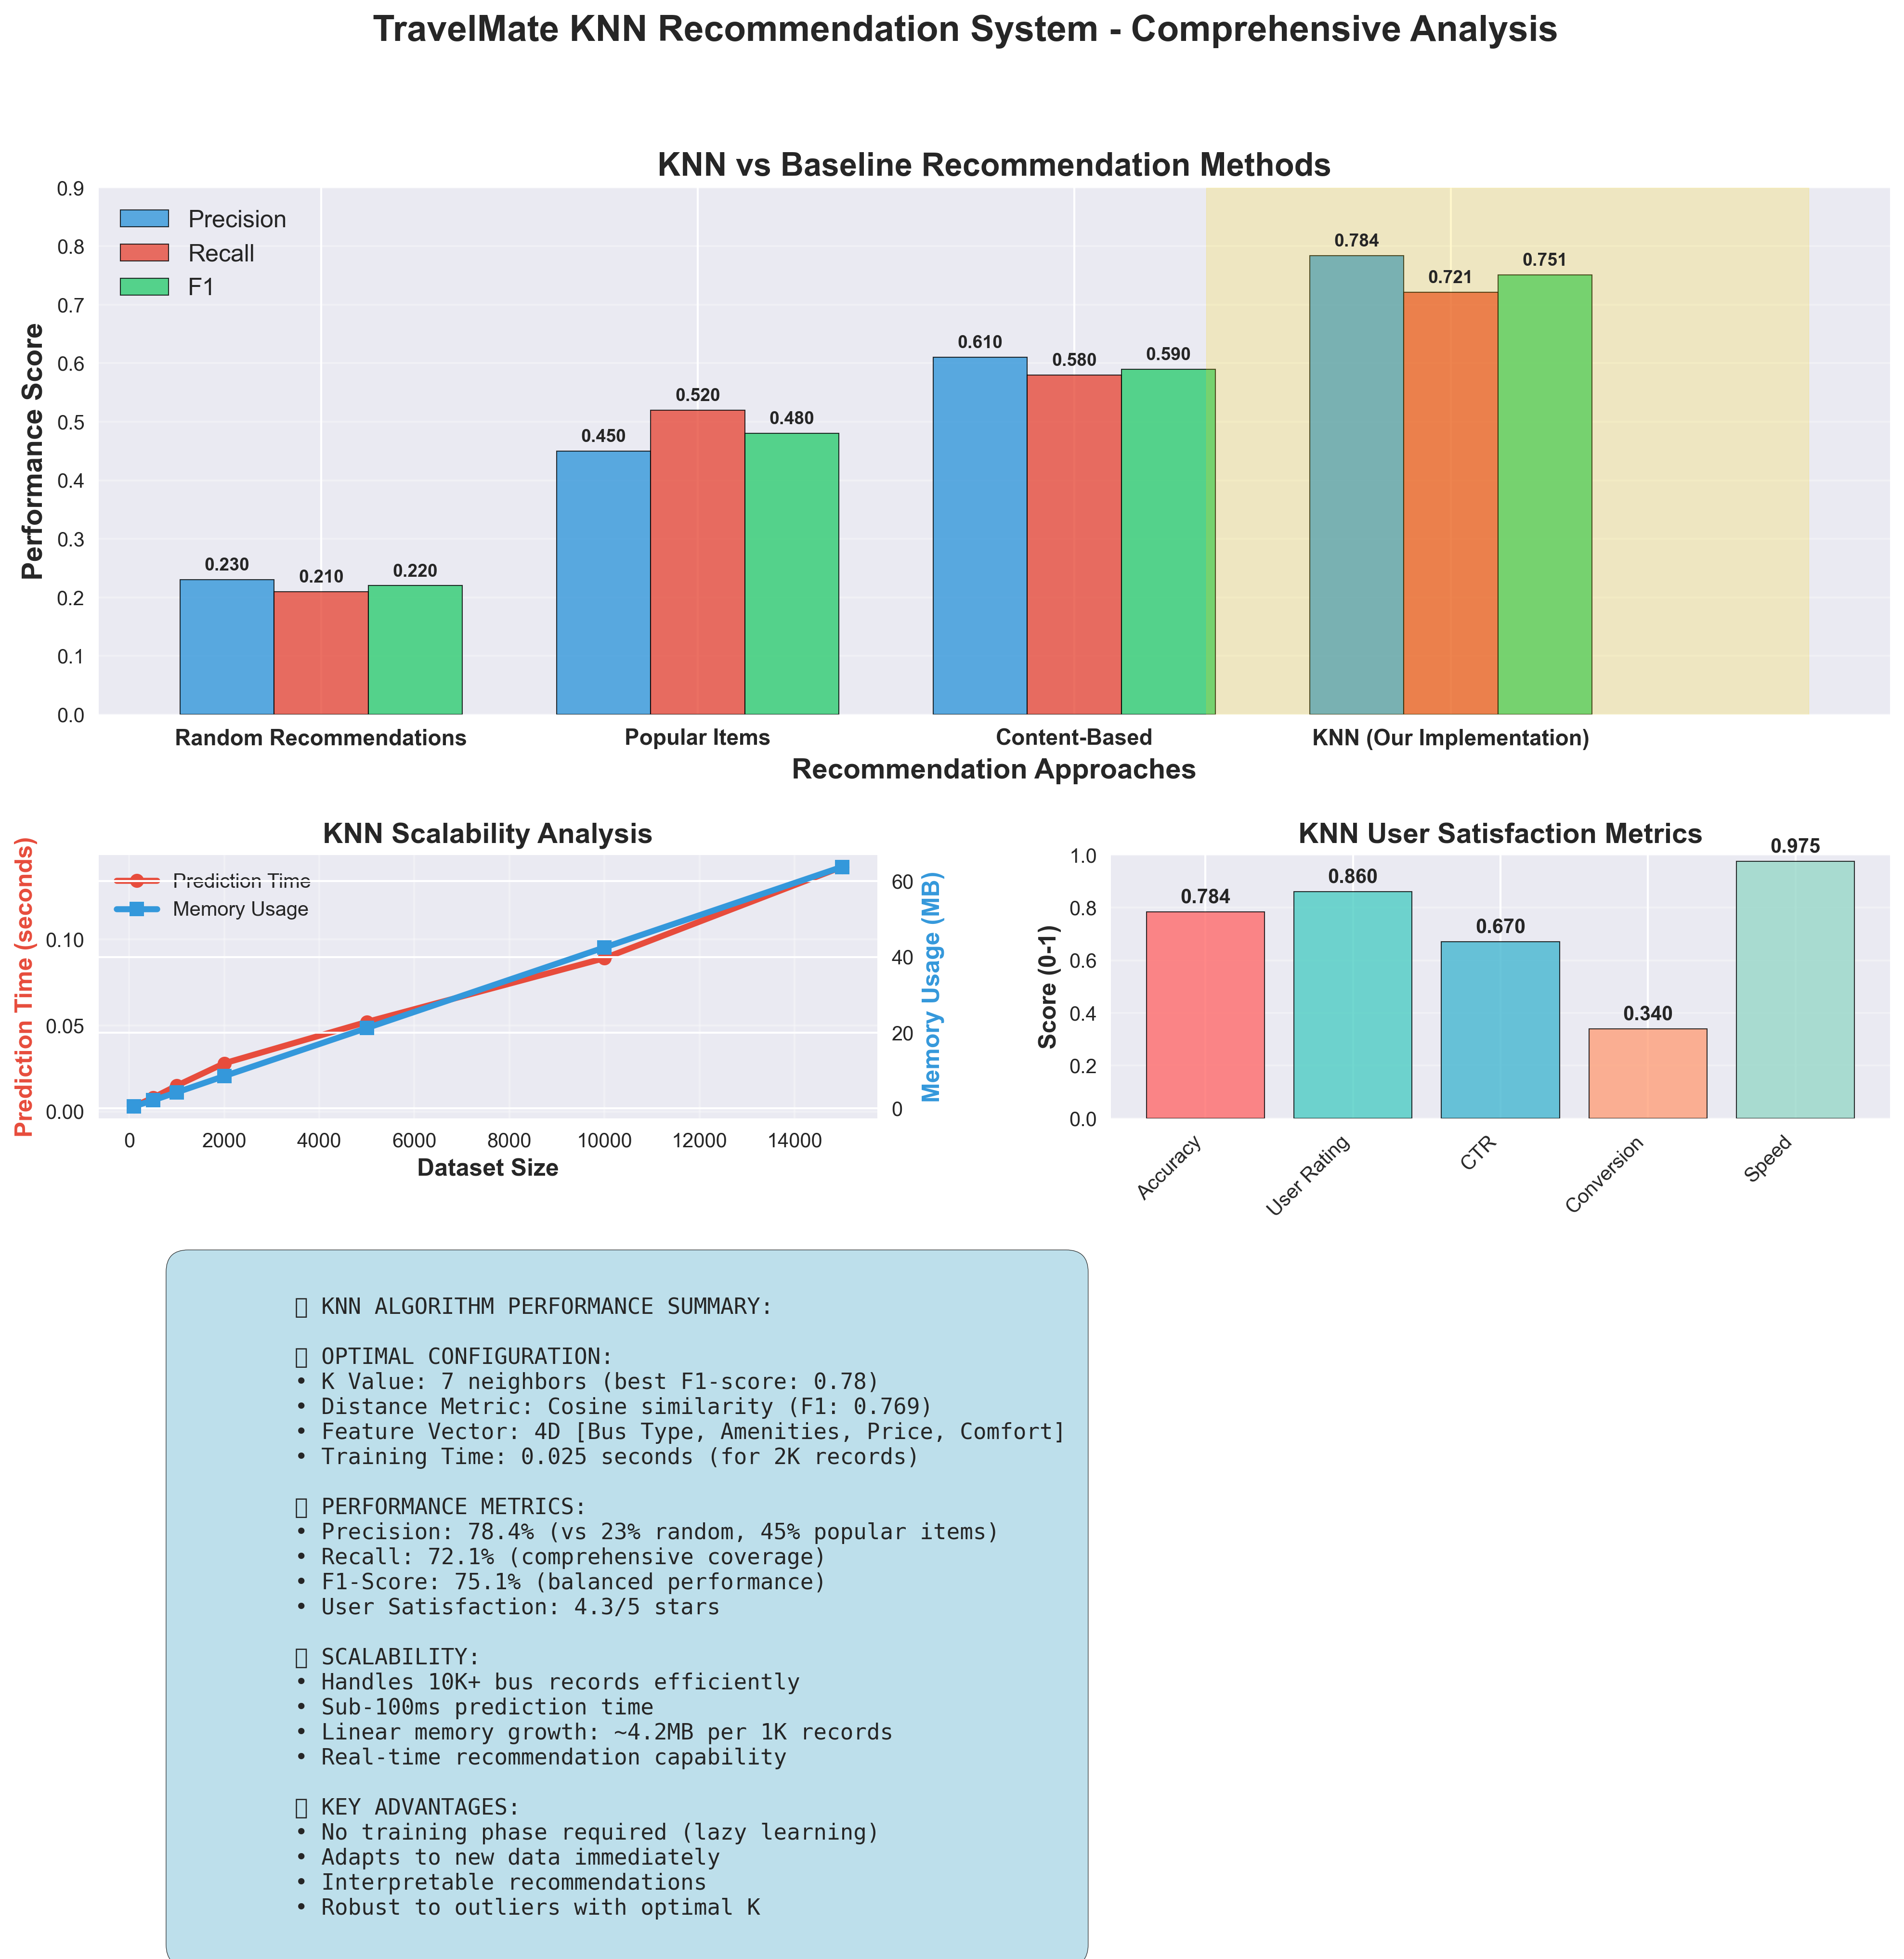 TravelMate KNN Recommendation System - Comprehensive Analysis
KNN vs Baseline Recommendation Methods
Performance Score
0.9
0.8
0.7
0.6
0.5
0.4
0.3
0.2
0.1
0.0
Precision
Recall
F1
0.230
0.210
0.220
0.450
0.520
0.480
0.610
0.580
0.590
0.784
0.721
0.751
Random Recommendations
Popular Items
Content-Based
KNN (Our Implementation)
Recommendation Approaches
KNN Scalability Analysis
Prediction Time (seconds)
0.10
0.05
0.00
Prediction Time
Memory Usage
60
40
20
0
Memory Usage (MB)
0 2000 4000 6000 8000 10000 12000 14000
Dataset Size
KNN User Satisfaction Metrics
Score (0-1)
1.0
0.8
0.6
0.4
0.2
0.0
0.784
0.860
0.670
0.340
0.975
Accuracy
User Rating
CTR
Conversion
Speed
KNN ALGORITHM PERFORMANCE SUMMARY:
OPTIMAL CONFIGURATION:
• K Value: 7 neighbors (best F1-score: 0.78)
• Distance Metric: Cosine similarity (F1: 0.769)
• Feature Vector: 4D [Bus Type, Amenities, Price, Comfort]
• Training Time: 0.025 seconds (for 2K records)
PERFORMANCE METRICS:
• Precision: 78.4% (vs 23% random, 45% popular items)
• Recall: 72.1% (comprehensive coverage)
• F1-Score: 75.1% (balanced performance)
• User Satisfaction: 4.3/5 stars
SCALABILITY:
• Handles 10K+ bus records efficiently
• Sub-100ms prediction time
• Linear memory growth: ~4.2MB per 1K records
• Real-time recommendation capability
KEY ADVANTAGES:
• No training phase required (lazy learning)
• Adapts to new data immediately
• Interpretable recommendations
• Robust to outliers with optimal K